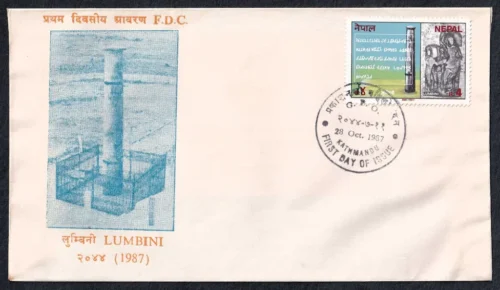 प्रथम दिवसीय आवरण F.D.C.
नेपाल
NEPAL
G. P. O.
28 Oct. 1987
KATHMANDU
FIRST DAY OF ISSUE
लुम्बिनी LUMBINI
२०४४ (1987)